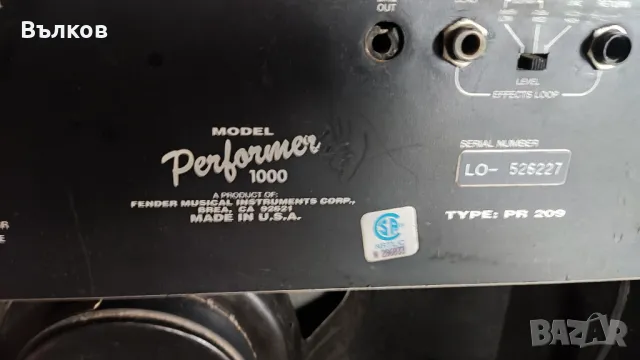 Вълков
OUT
LEVEL
EFFECTS LOOP
MODEL
Performer
1000
A PRODUCT OF:
FENDER MUSICAL INSTRUMENTS CORP.,
BREA, CA 92621
MADE IN U.S.A.
SERIAL NUMBER
LO- 526227
TYPE: PR 209
BAZAR